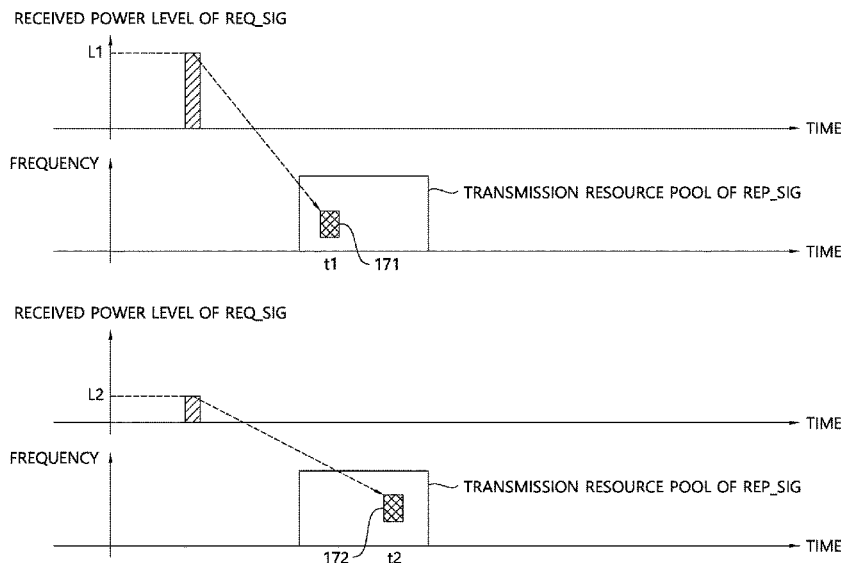 RECEIVED POWER LEVEL OF REQ_SIG
L1
TIME
FREQUENCY
TRANSMISSION RESOURCE POOL OF REP_SIG
TIME
t1 171
RECEIVED POWER LEVEL OF REQ_SIG
L2
TIME
FREQUENCY
TRANSMISSION RESOURCE POOL OF REP_SIG
TIME
172 t2